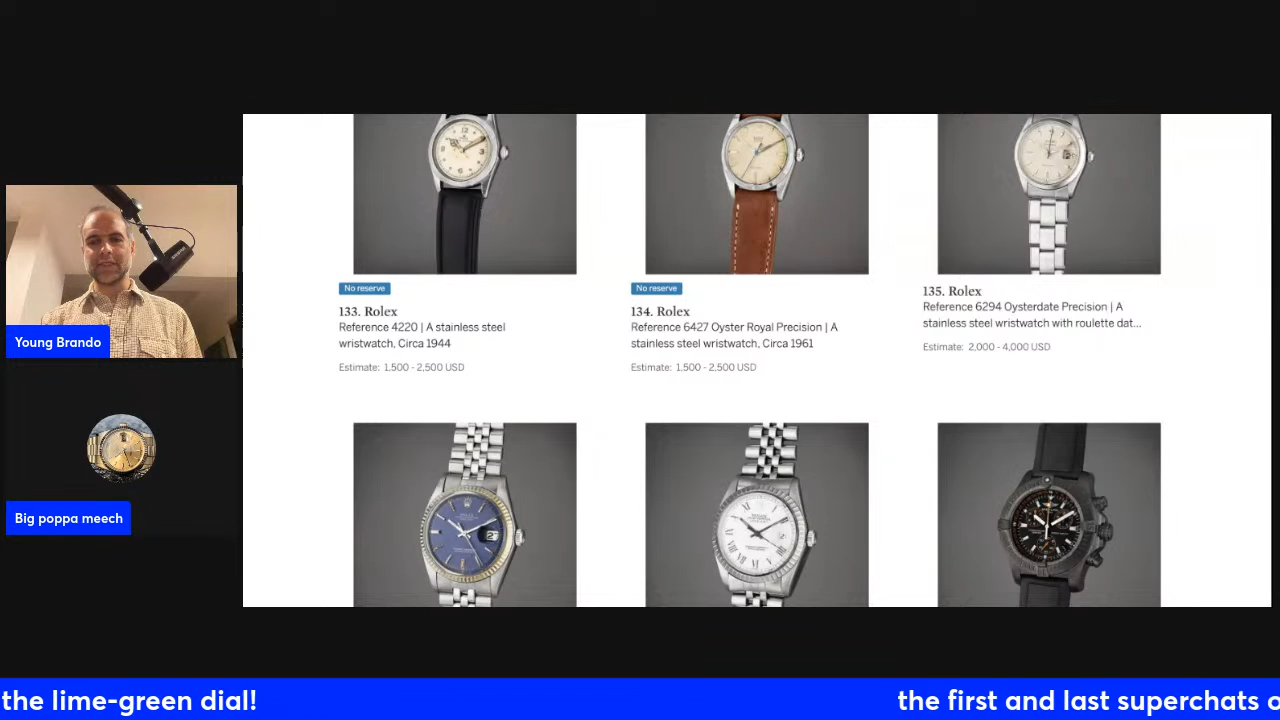 No reserve
133. Rolex
Reference 4220 | A stainless steel
wristwatch, Circa 1944
Estimate: 1,500 - 2,500 USD
No reserve
134. Rolex
Reference 6427 Oyster Royal Precision | A
stainless steel wristwatch, Circa 1961
Estimate: 1,500 - 2,500 USD
135. Rolex
Reference 6294 Oysterdate Precision | A
stainless steel wristwatch with roulette dat...
Estimate: 2,000 - 4,000 USD
Young Brando
Big poppa meech
the lime-green dial!
the first and last superchats